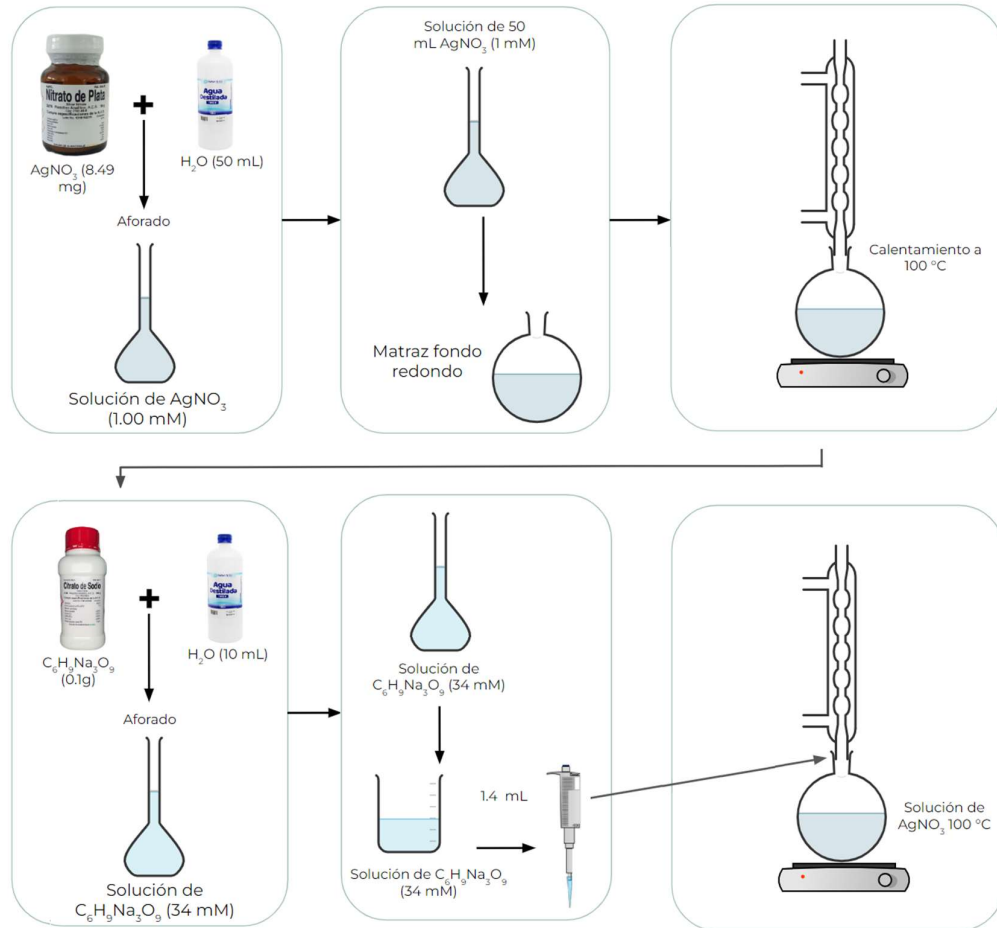 Nitrato de Plata
Agua
Destilada
AgNO₃ (8.49
mg)
H₂O (50 mL)
Aforado
Solución de AgNO₃
(1.00 mM)
Solución de 50
mL AgNO₃ (1 mM)
Matraz fondo
redondo
Calentamiento a
100 °C
Citrato de Sodio
Agua
Destilada
C₆H₉Na₃O₉
(0.1g)
H₂O (10 mL)
Aforado
Solución de
C₆H₉Na₃O₉ (34 mM)
Solución de
C₆H₉Na₃O₉ (34 mM)
1.4 mL
Solución de C₆H₉Na₃O₉
(34 mM)
Solución de
AgNO₃ 100 °C